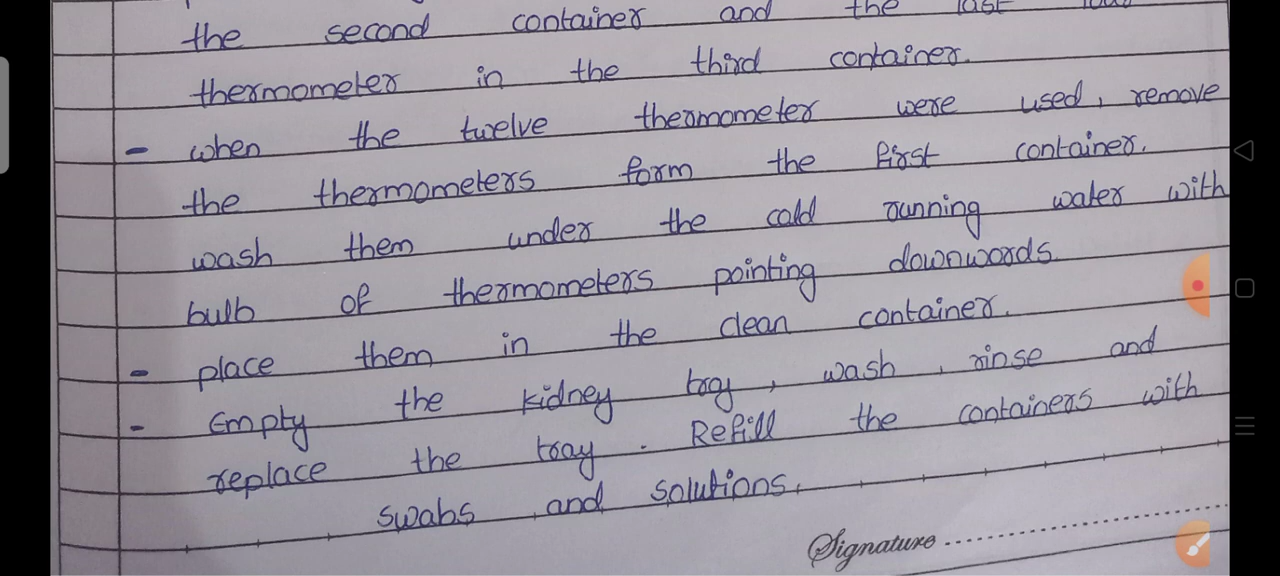 the second container and the last four
thermometer in the third container.
- when the twelve thermometer were used, remove
the thermometers form the first container.
wash them under the cold running water with
bulb of thermometers pointing downwords.
- place them in the clean container.
- Empty the kidney tray, wash, rinse and
replace the tray. Refill the containers with
swabs and solutions.
Signature